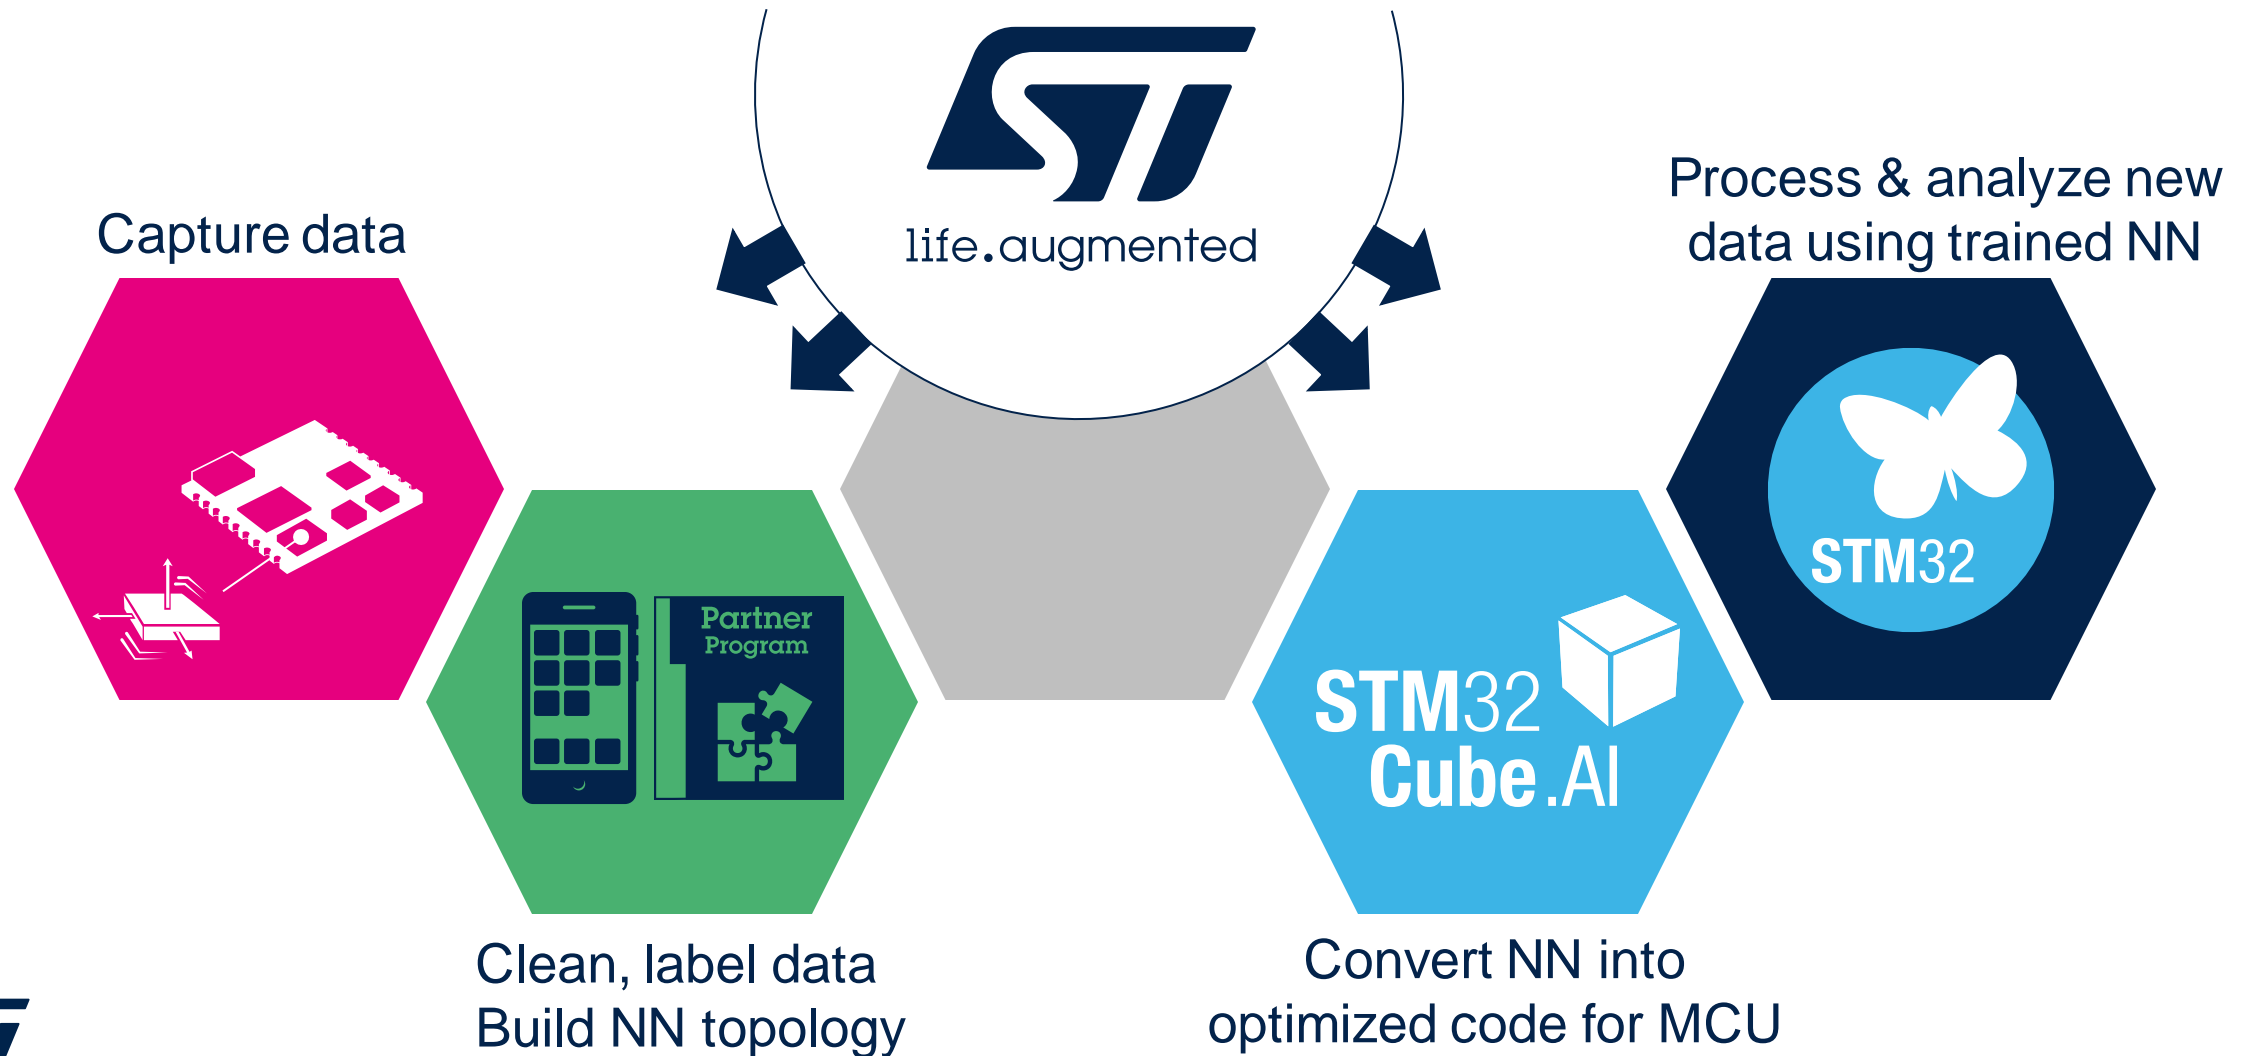 ST
life.augmented
Capture data
Process & analyze new
data using trained NN
STM32
Partner
Program
STM32
Cube.AI
Clean, label data
Build NN topology
Convert NN into
optimized code for MCU